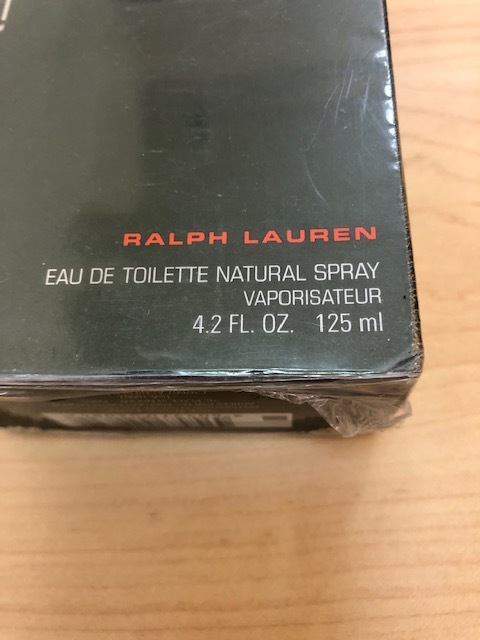 RALPH LAUREN
EAU DE TOILETTE NATURAL SPRAY
VAPORISATEUR
4.2 FL. OZ. 125 ml